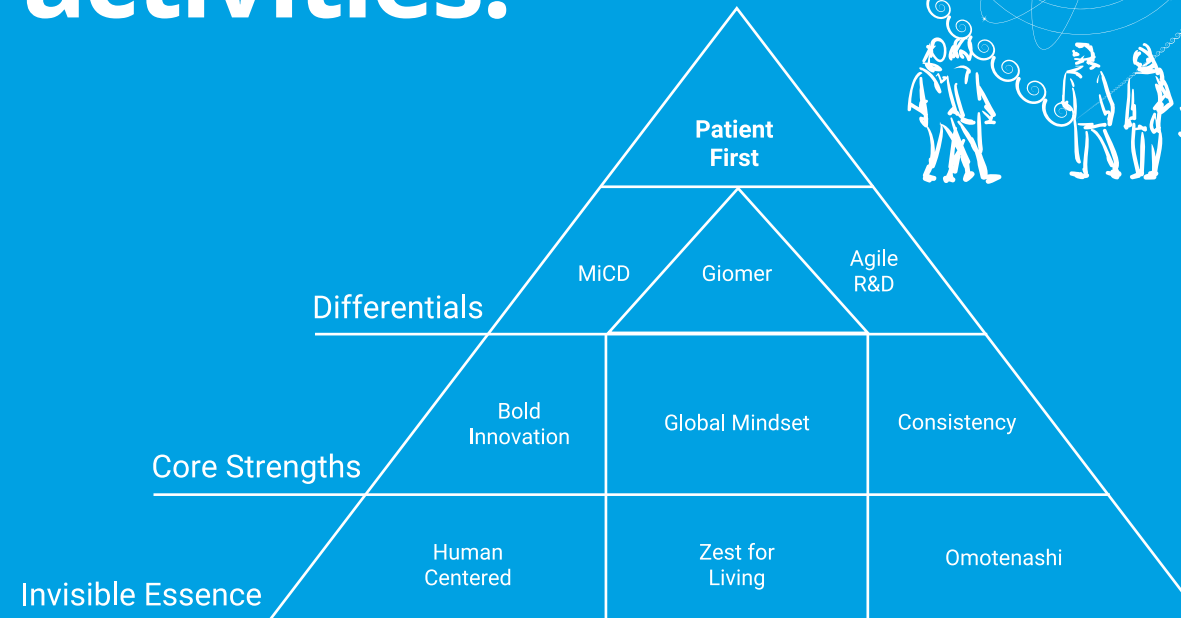 activities.
Patient
First
MiCD
Giomer
Agile
R&D
Differentials
Bold
Innovation
Global Mindset
Consistency
Core Strengths
Human
Centered
Zest for
Living
Omotenashi
Invisible Essence